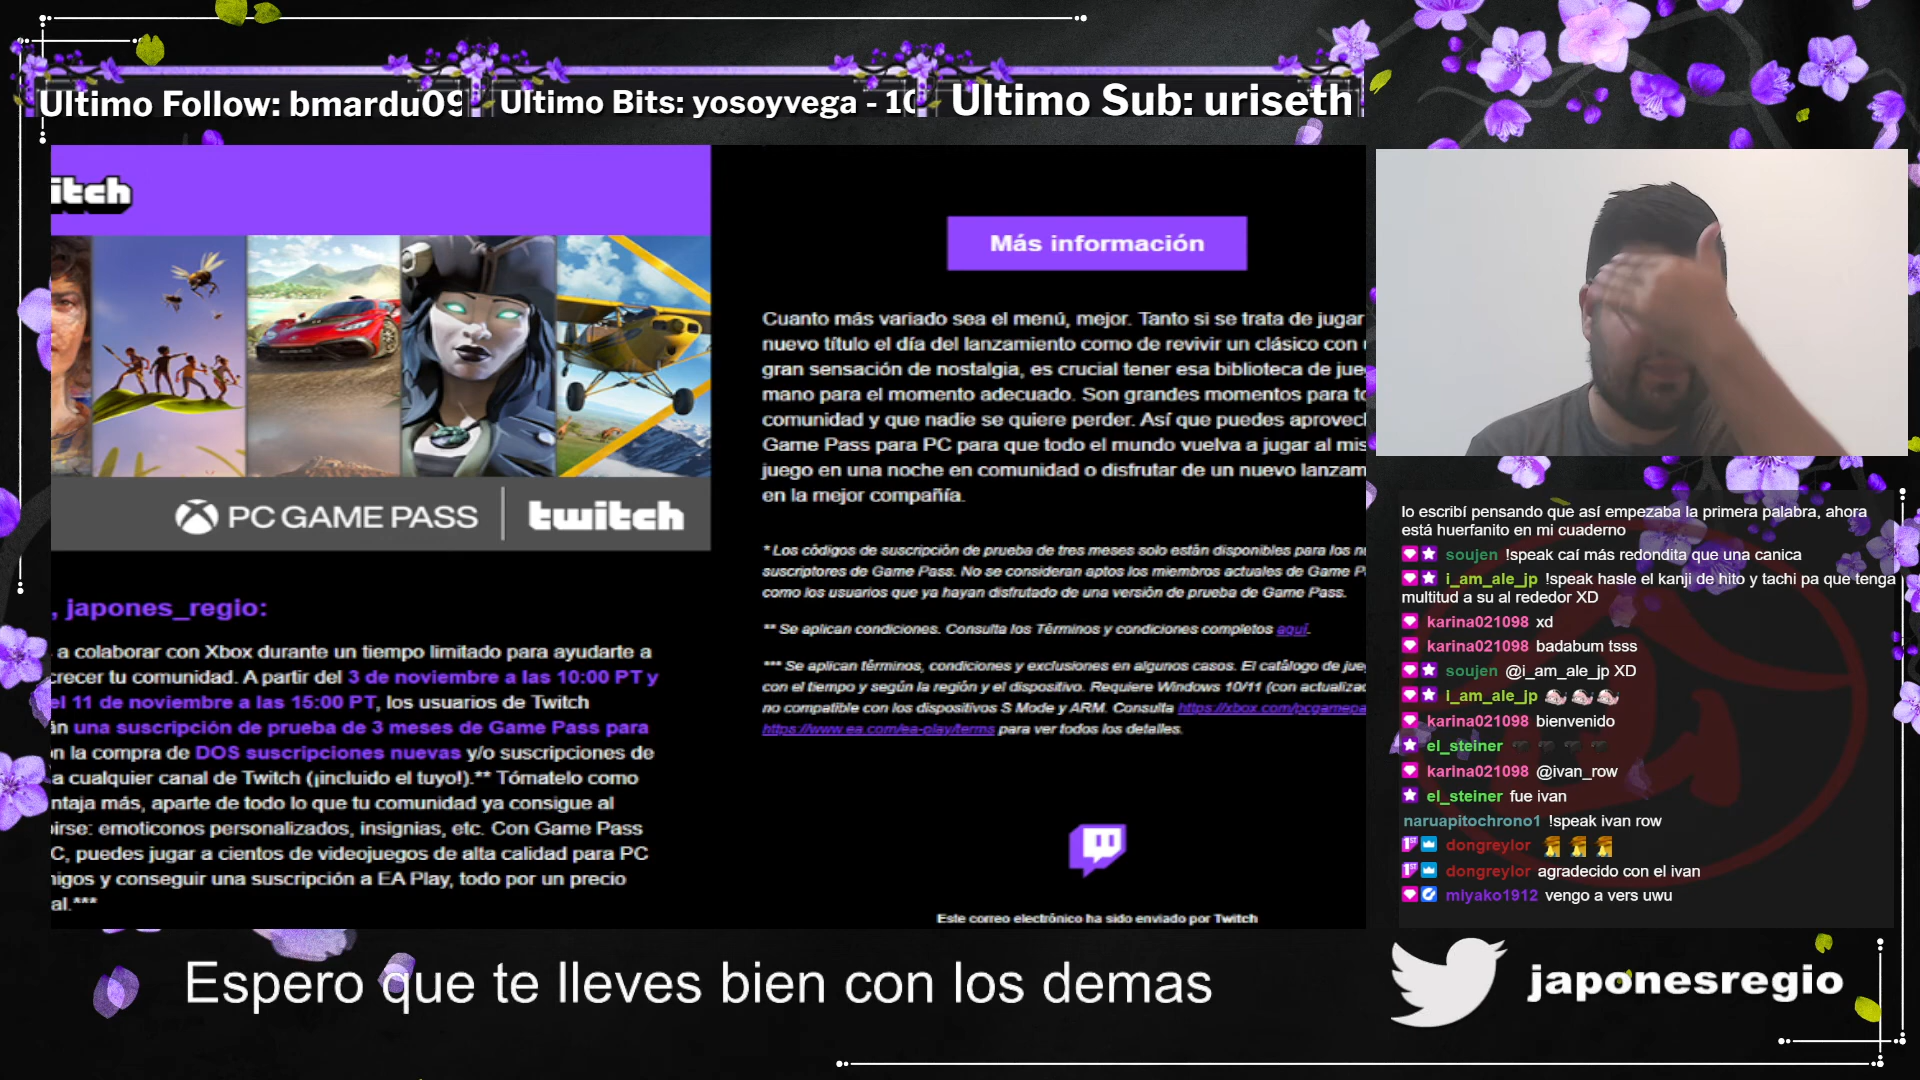 Ultimo Follow: bmardu09
Ultimo Bits: yosoyvega - 10
Ultimo Sub: uriseth
itch
PC GAME PASS
twitch
, japones_regio:
a colaborar con Xbox durante un tiempo limitado para ayudarte a
crecer tu comunidad. A partir del 3 de noviembre a las 10:00 PT y
el 11 de noviembre a las 15:00 PT, los usuarios de Twitch
án una suscripción de prueba de 3 meses de Game Pass para
n la compra de DOS suscripciones nuevas y/o suscripciones de
a cualquier canal de Twitch (¡incluido el tuyo!).** Tómatelo como
ntaja más, aparte de todo lo que tu comunidad ya consigue al
irse: emoticonos personalizados, insignias, etc. Con Game Pass
C, puedes jugar a cientos de videojuegos de alta calidad para PC
igos y conseguir una suscripción a EA Play, todo por un precio
al.***
Más información
Cuanto más variado sea el menú, mejor. Tanto si se trata de jugar
nuevo título el día del lanzamiento como de revivir un clásico con
gran sensación de nostalgia, es crucial tener esa biblioteca de jue
mano para el momento adecuado. Son grandes momentos para to
comunidad y que nadie se quiere perder. Así que puedes aprovech
Game Pass para PC para que todo el mundo vuelva a jugar al mis
juego en una noche en comunidad o disfrutar de un nuevo lanzam
en la mejor compañía.
* Los códigos de suscripción de prueba de tres meses solo están disponibles para los nu
suscriptores de Game Pass. No se consideran aptos los miembros actuales de Game P
como los usuarios que ya hayan disfrutado de una versión de prueba de Game Pass.
** Se aplican condiciones. Consulta los Términos y condiciones completos aquí.
*** Se aplican términos, condiciones y exclusiones en algunos casos. El catálogo de jue
con el tiempo y según la región y el dispositivo. Requiere Windows 10/11 (con actualizac
no compatible con los dispositivos S Mode y ARM. Consulta https://xbox.com/pcgamepa
https://www.ea.com/ea-play/terms para ver todos los detalles.
Este correo electrónico ha sido enviado por Twitch
lo escribí pensando que así empezaba la primera palabra, ahora
está huerfanito en mi cuaderno
soujen !speak caí más redondita que una canica
i_am_ale_jp !speak hasle el kanji de hito y tachi pa que tenga
multitud a su al rededor XD
karina021098 xd
karina021098 badabum tsss
soujen @i_am_ale_jp XD
i_am_ale_jp
karina021098 bienvenido
el_steiner
karina021098 @ivan_row
el_steiner fue ivan
naruapitochrono1 !speak ivan row
dongreylor
dongreylor agradecido con el ivan
miyako1912 vengo a vers uwu
Espero que te lleves bien con los demas
japonesregio